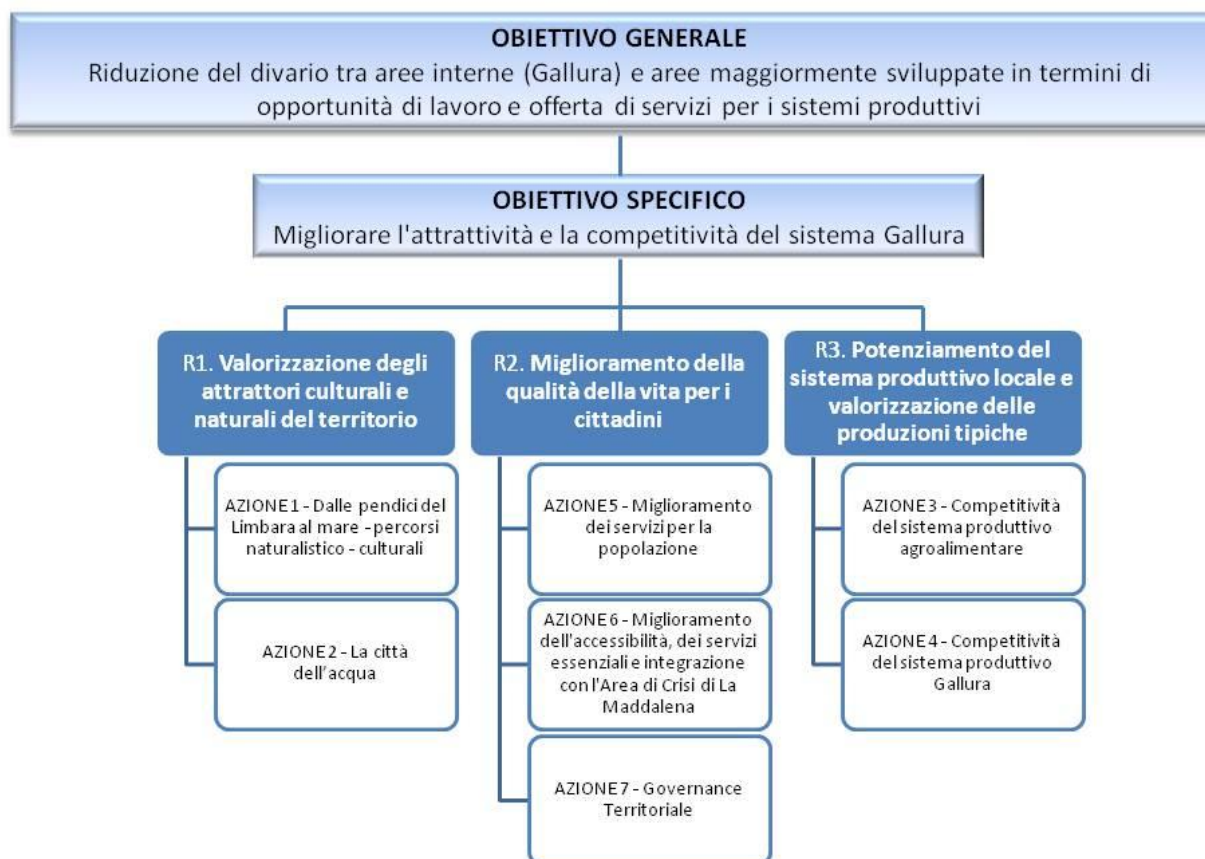 OBIETTIVO GENERALE
Riduzione del divario tra aree interne (Gallura) e aree maggiormente sviluppate in termini di
opportunità di lavoro e offerta di servizi per i sistemi produttivi
OBIETTIVO SPECIFICO
Migliorare l'attrattività e la competitività del sistema Gallura
R1. Valorizzazione degli
attrattori culturali e
naturali del territorio
AZIONE 1 - Dalle pendici del
Limbara al mare - percorsi
naturalistico - culturali
AZIONE 2 - La città
dell'acqua
R2. Miglioramento della
qualità della vita per i
cittadini
AZIONE 5 - Miglioramento
dei servizi per la
popolazione
AZIONE 6 - Miglioramento
dell'accessibilità, dei servizi
essenziali e integrazione
con l'Area di Crisi di La
Maddalena
AZIONE 7 - Governance
Territoriale
R3. Potenziamento del
sistema produttivo locale e
valorizzazione delle
produzioni tipiche
AZIONE 3 - Competitività
del sistema produttivo
agroalimentare
AZIONE 4 - Competitività
del sistema produttivo
Gallura